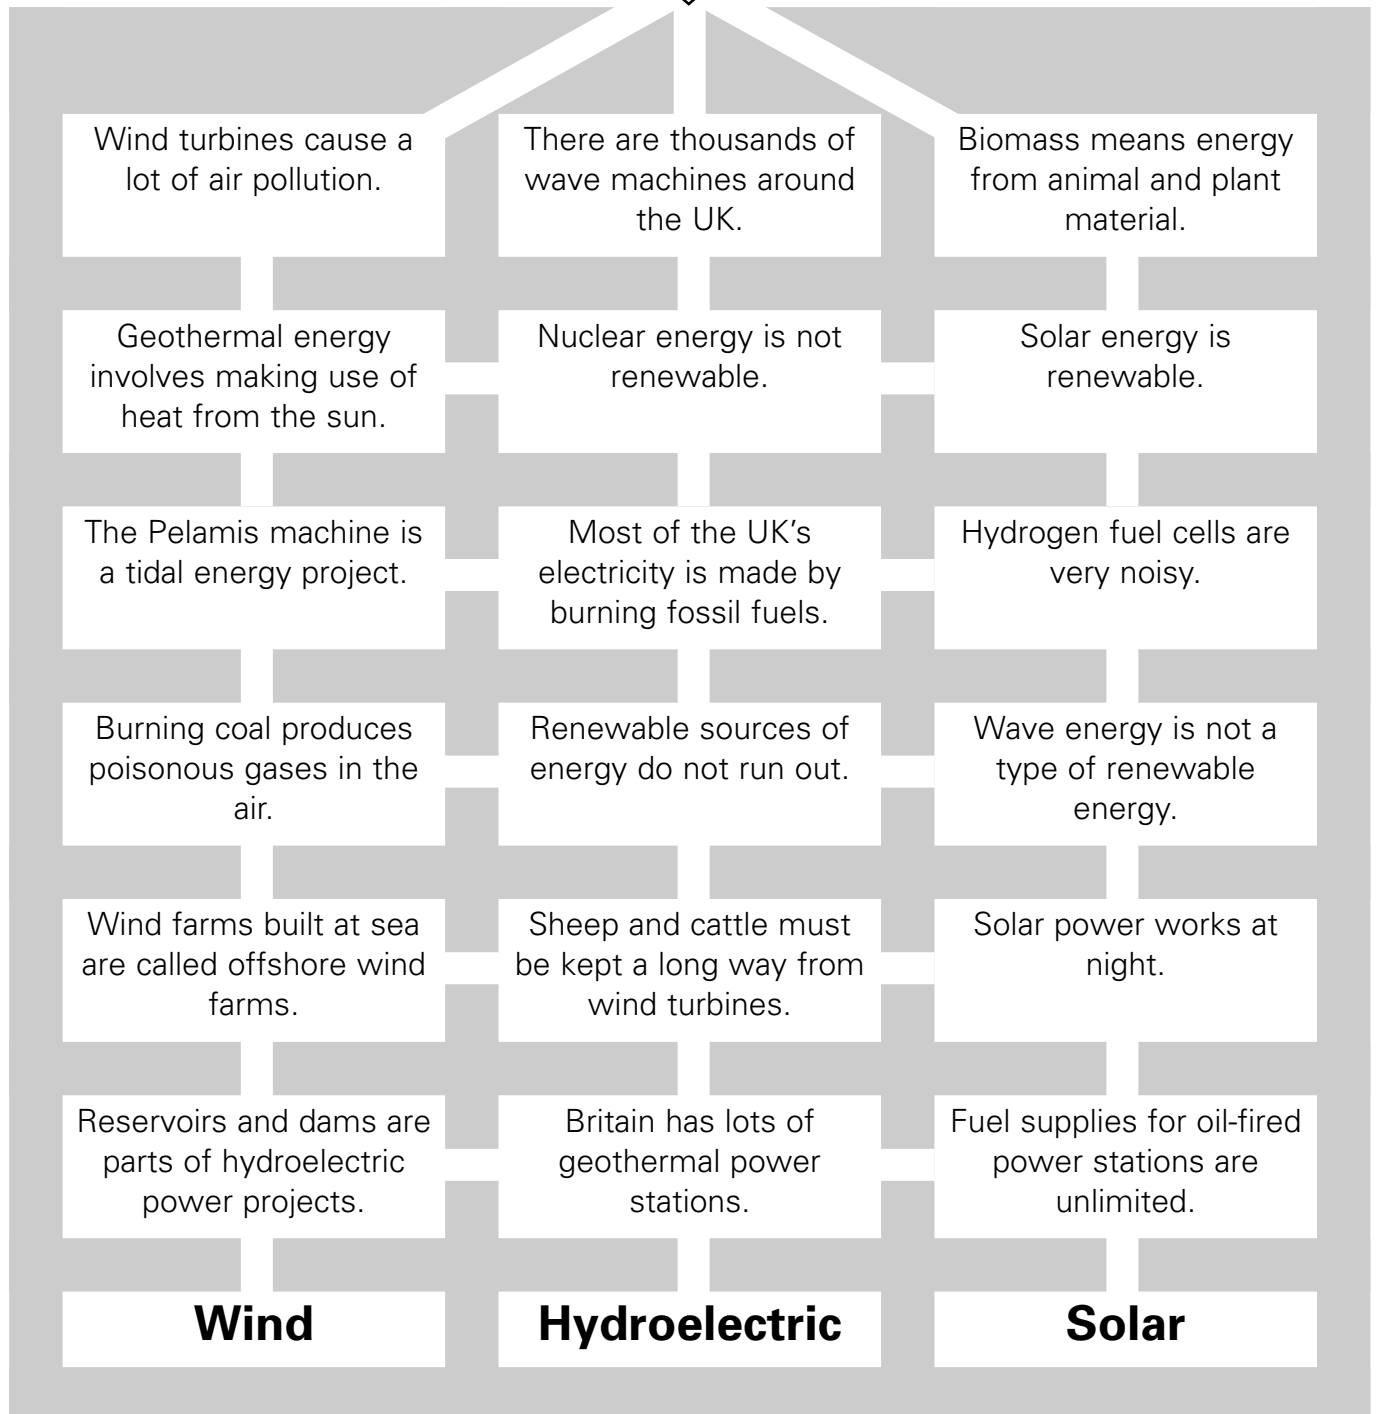 Wind turbines cause a
lot of air pollution.
There are thousands of
wave machines around
the UK.
Biomass means energy
from animal and plant
material.
Geothermal energy
involves making use of
heat from the sun.
Nuclear energy is not
renewable.
Solar energy is
renewable.
The Pelamis machine is
a tidal energy project.
Most of the UK’s
electricity is made by
burning fossil fuels.
Hydrogen fuel cells are
very noisy.
Burning coal produces
poisonous gases in the
air.
Renewable sources of
energy do not run out.
Wave energy is not a
type of renewable
energy.
Wind farms built at sea
are called offshore wind
farms.
Sheep and cattle must
be kept a long way from
wind turbines.
Solar power works at
night.
Reservoirs and dams are
parts of hydroelectric
power projects.
Britain has lots of
geothermal power
stations.
Fuel supplies for oil-fired
power stations are
unlimited.
Wind
Hydroelectric
Solar